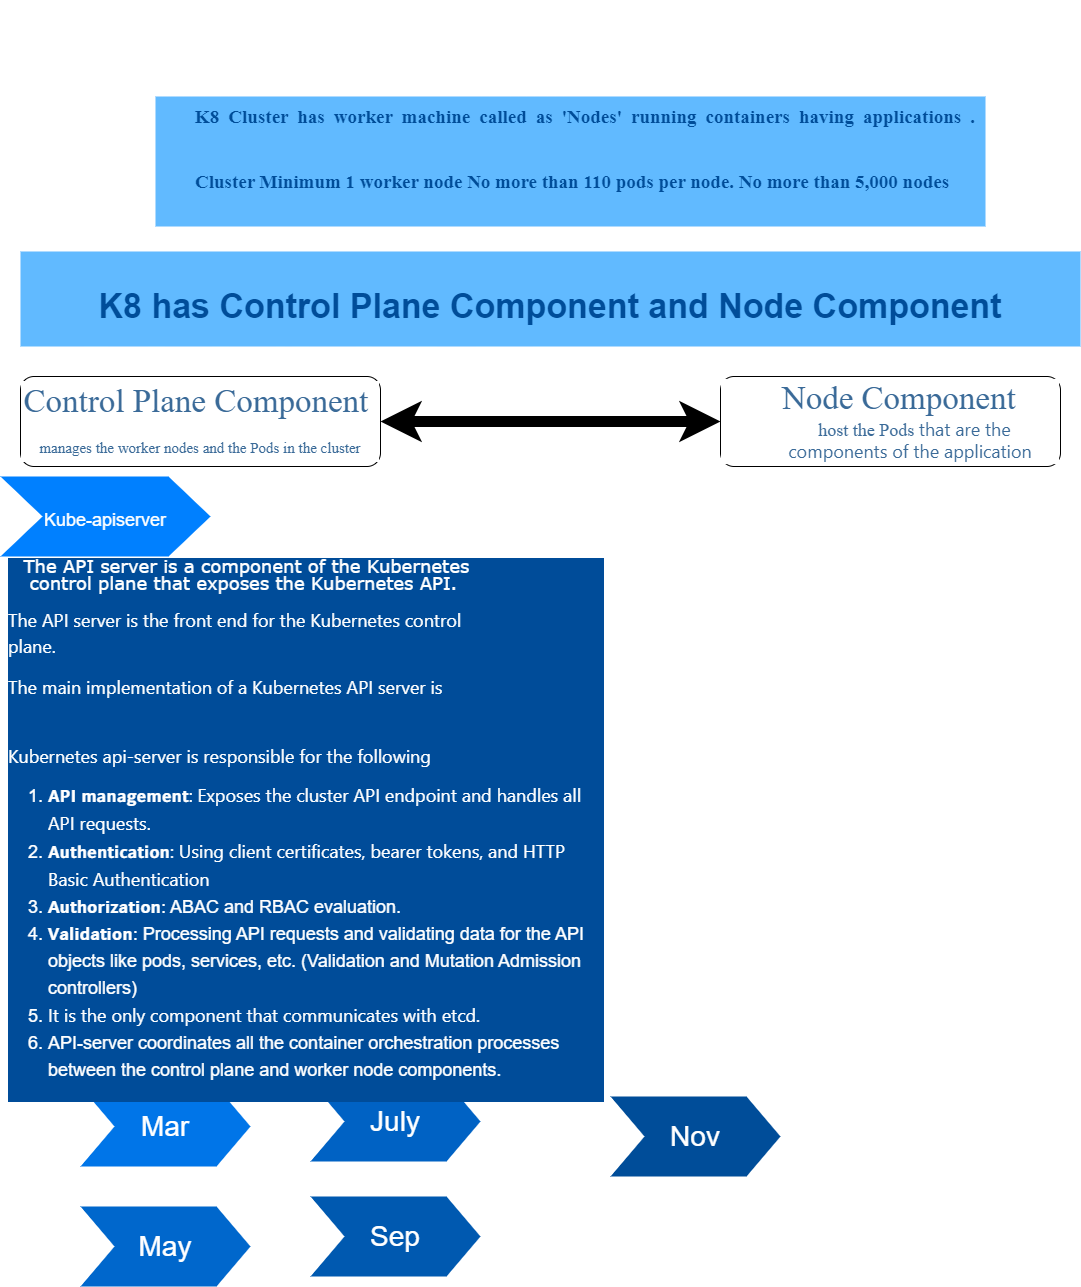 K8 Cluster has worker machine called as 'Nodes' running containers having applications .
Cluster Minimum 1 worker node No more than 110 pods per node. No more than 5,000 nodes
K8 has Control Plane Component and Node Component
Control Plane Component
manages the worker nodes and the Pods in the cluster
Node Component
host the Pods that are the
components of the application
Kube-apiserver
The API server is a component of the Kubernetes
control plane that exposes the Kubernetes API.
The API server is the front end for the Kubernetes control
plane.
The main implementation of a Kubernetes API server is
Kubernetes api-server is responsible for the following
1. API management: Exposes the cluster API endpoint and handles all
API requests.
2. Authentication: Using client certificates, bearer tokens, and HTTP
Basic Authentication
3. Authorization: ABAC and RBAC evaluation.
4. Validation: Processing API requests and validating data for the API
objects like pods, services, etc. (Validation and Mutation Admission
controllers)
5. It is the only component that communicates with etcd.
6. API-server coordinates all the container orchestration processes
between the control plane and worker node components.
Mar
July
Nov
May
Sep